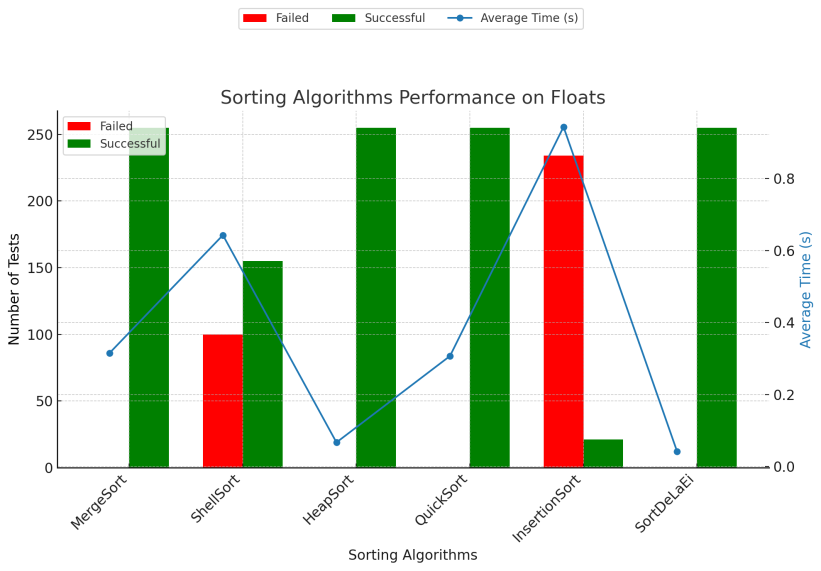 Failed Successful Average Time (s)
Sorting Algorithms Performance on Floats
Failed
Successful
250
200
150
100
50
0
Number of Tests
0.8
0.6
0.4
0.2
0.0
Average Time (s)
MergeSort
ShellSort
HeapSort
QuickSort
InsertionSort
SortDeLaEi
Sorting Algorithms